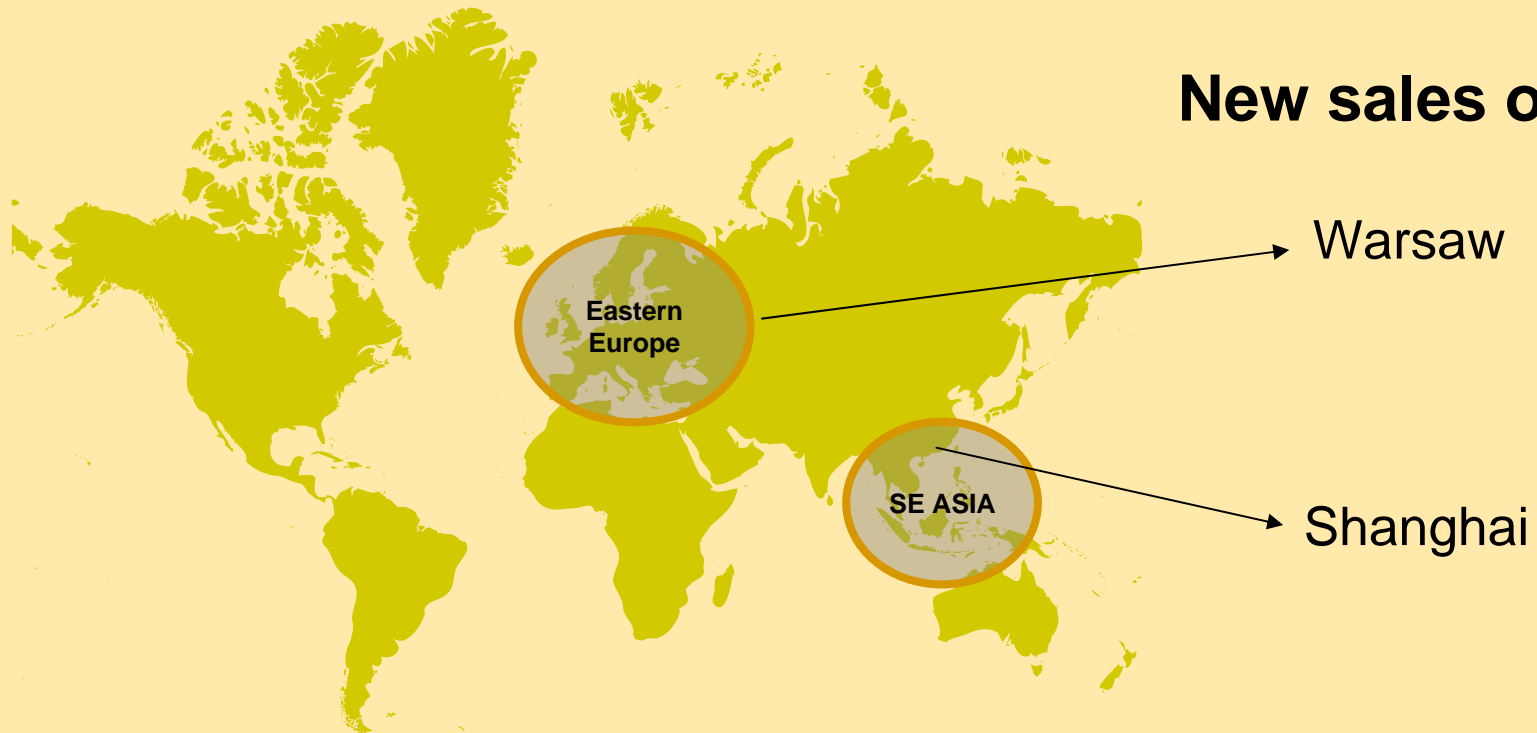 New sales o
Warsaw
Eastern
Europe
SE ASIA
Shanghai